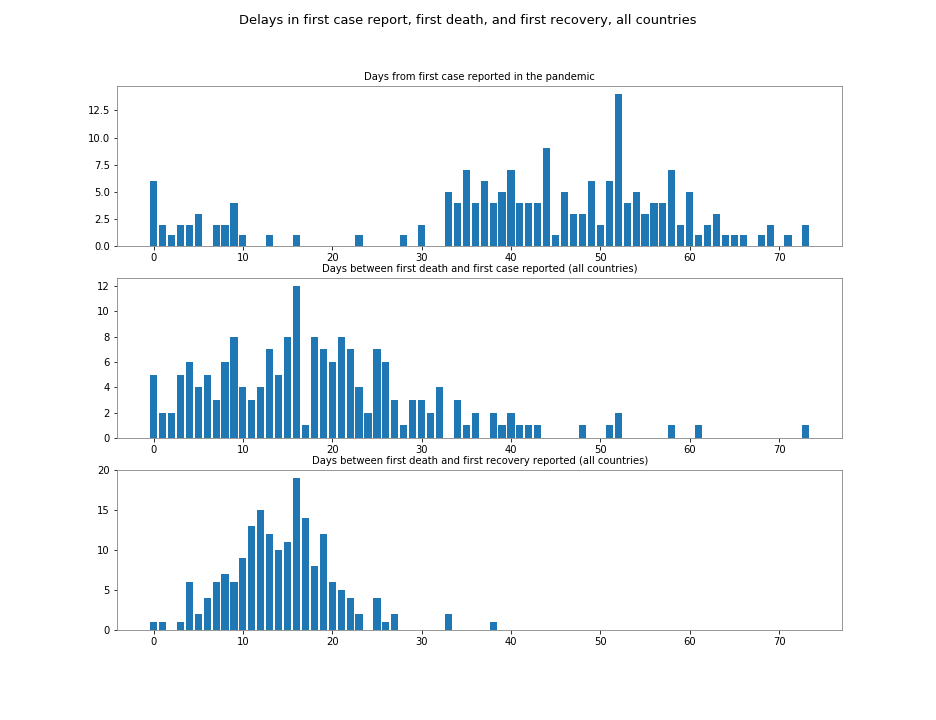 Delays in first case report, first death, and first recovery, all countries
Days from first case reported in the pandemic
12.5
10.0
7.5
5.0
2.5
0.0
0 10 20 30 40 50 60 70
Days between first death and first case reported (all countries)
12
10
8
6
4
2
0
0 10 20 30 40 50 60 70
Days between first death and first recovery reported (all countries)
20
15
10
5
0
0 10 20 30 40 50 60 70